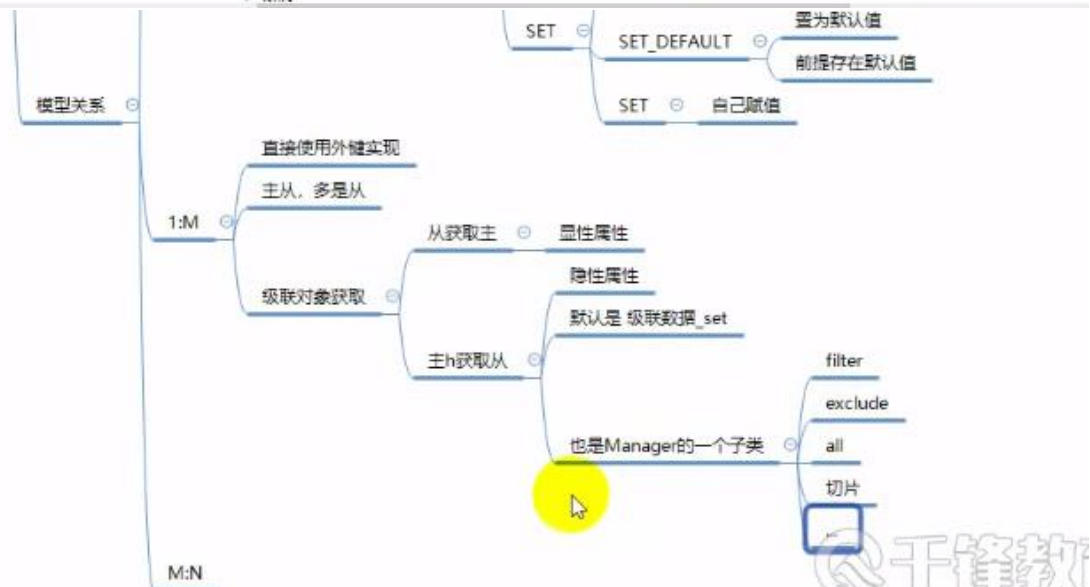 置为默认值
SET
SET_DEFAULT
前提存在默认值
模型关系
SET
自己赋值
直接使用外键实现
主从，多是从
1:M
从获取主
显性属性
级联对象获取
隐性属性
默认是 级联数据_set
主h获取从
filter
exclude
也是Manager的一个子类
all
切片
...
千锋教育
M:N